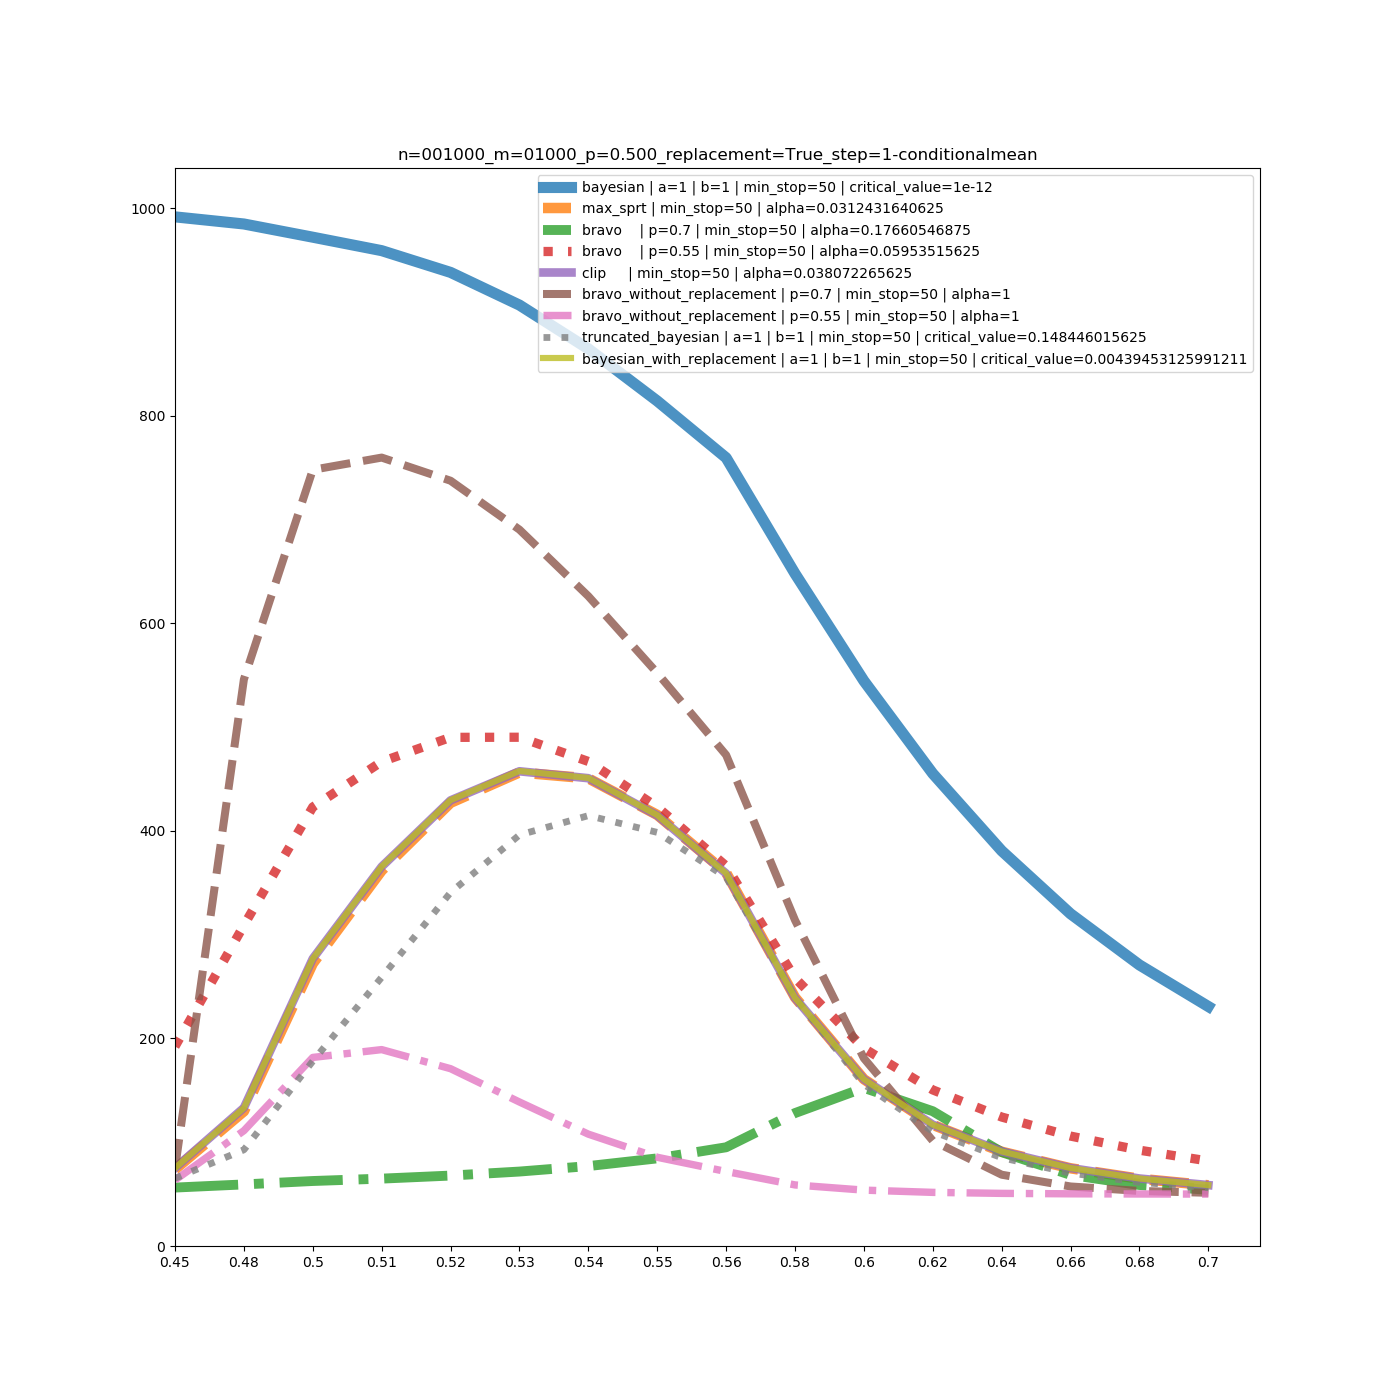 n=001000_m=01000_p=0.500_replacement=True_step=1-conditionalmean
bayesian | a=1 | b=1 | min_stop=50 | critical_value=1e-12
max_sprt | min_stop=50 | alpha=0.0312431640625
bravo    | p=0.7 | min_stop=50 | alpha=0.17660546875
bravo    | p=0.55 | min_stop=50 | alpha=0.05953515625
clip     | min_stop=50 | alpha=0.038072265625
bravo_without_replacement | p=0.7 | min_stop=50 | alpha=1
bravo_without_replacement | p=0.55 | min_stop=50 | alpha=1
truncated_bayesian | a=1 | b=1 | min_stop=50 | critical_value=0.148446015625
bayesian_with_replacement | a=1 | b=1 | min_stop=50 | critical_value=0.00439453125991211
1000
800
600
400
200
0
0.45 0.48 0.5 0.51 0.52 0.53 0.54 0.55 0.56 0.58 0.6 0.62 0.64 0.66 0.68 0.7